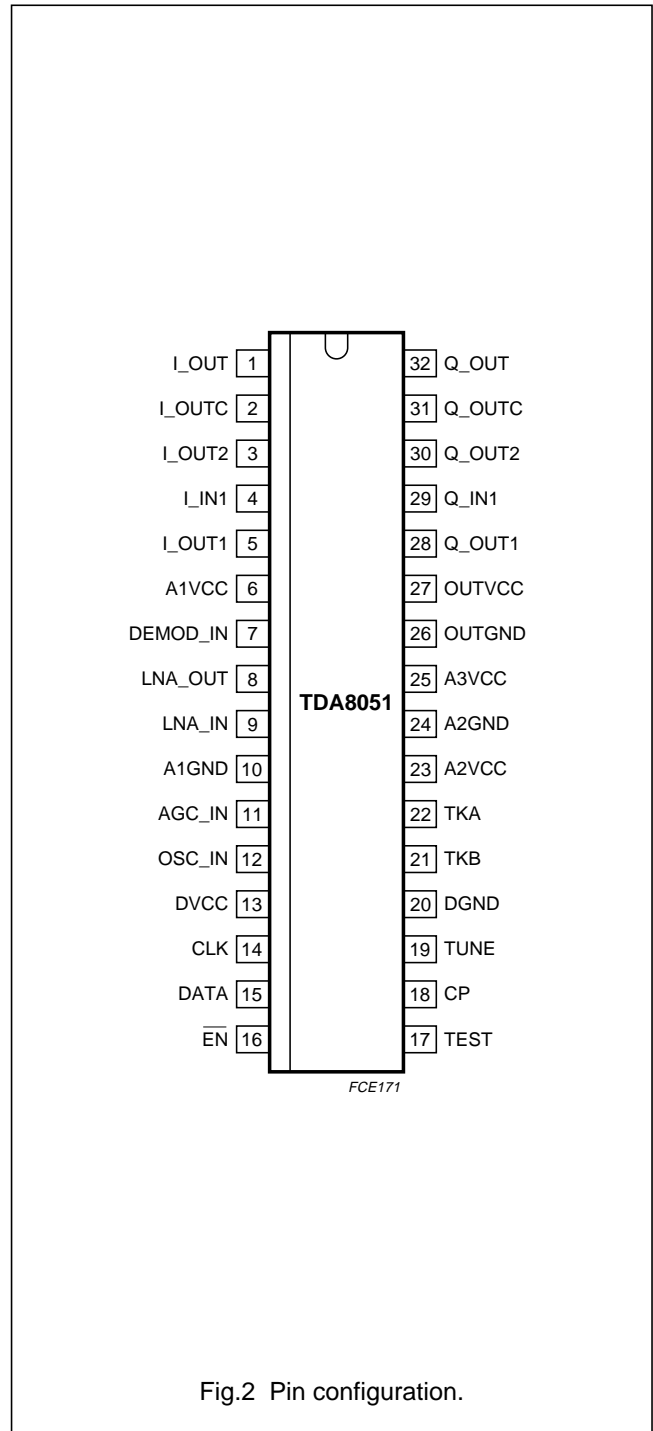 I_OUT 1 32 Q_OUT
I_OUTC 2 31 Q_OUTC
I_OUT2 3 30 Q_OUT2
I_IN1 4 29 Q_IN1
I_OUT1 5 28 Q_OUT1
A1VCC 6 27 OUTVCC
DEMOD_IN 7 26 OUTGND
LNA_OUT 8 25 A3VCC
TDA8051
LNA_IN 9 24 A2GND
A1GND 10 23 A2VCC
AGC_IN 11 22 TKA
OSC_IN 12 21 TKB
DVCC 13 20 DGND
CLK 14 19 TUNE
DATA 15 18 CP
E̅N̅ 16 17 TEST
FCE171
Fig.2 Pin configuration.